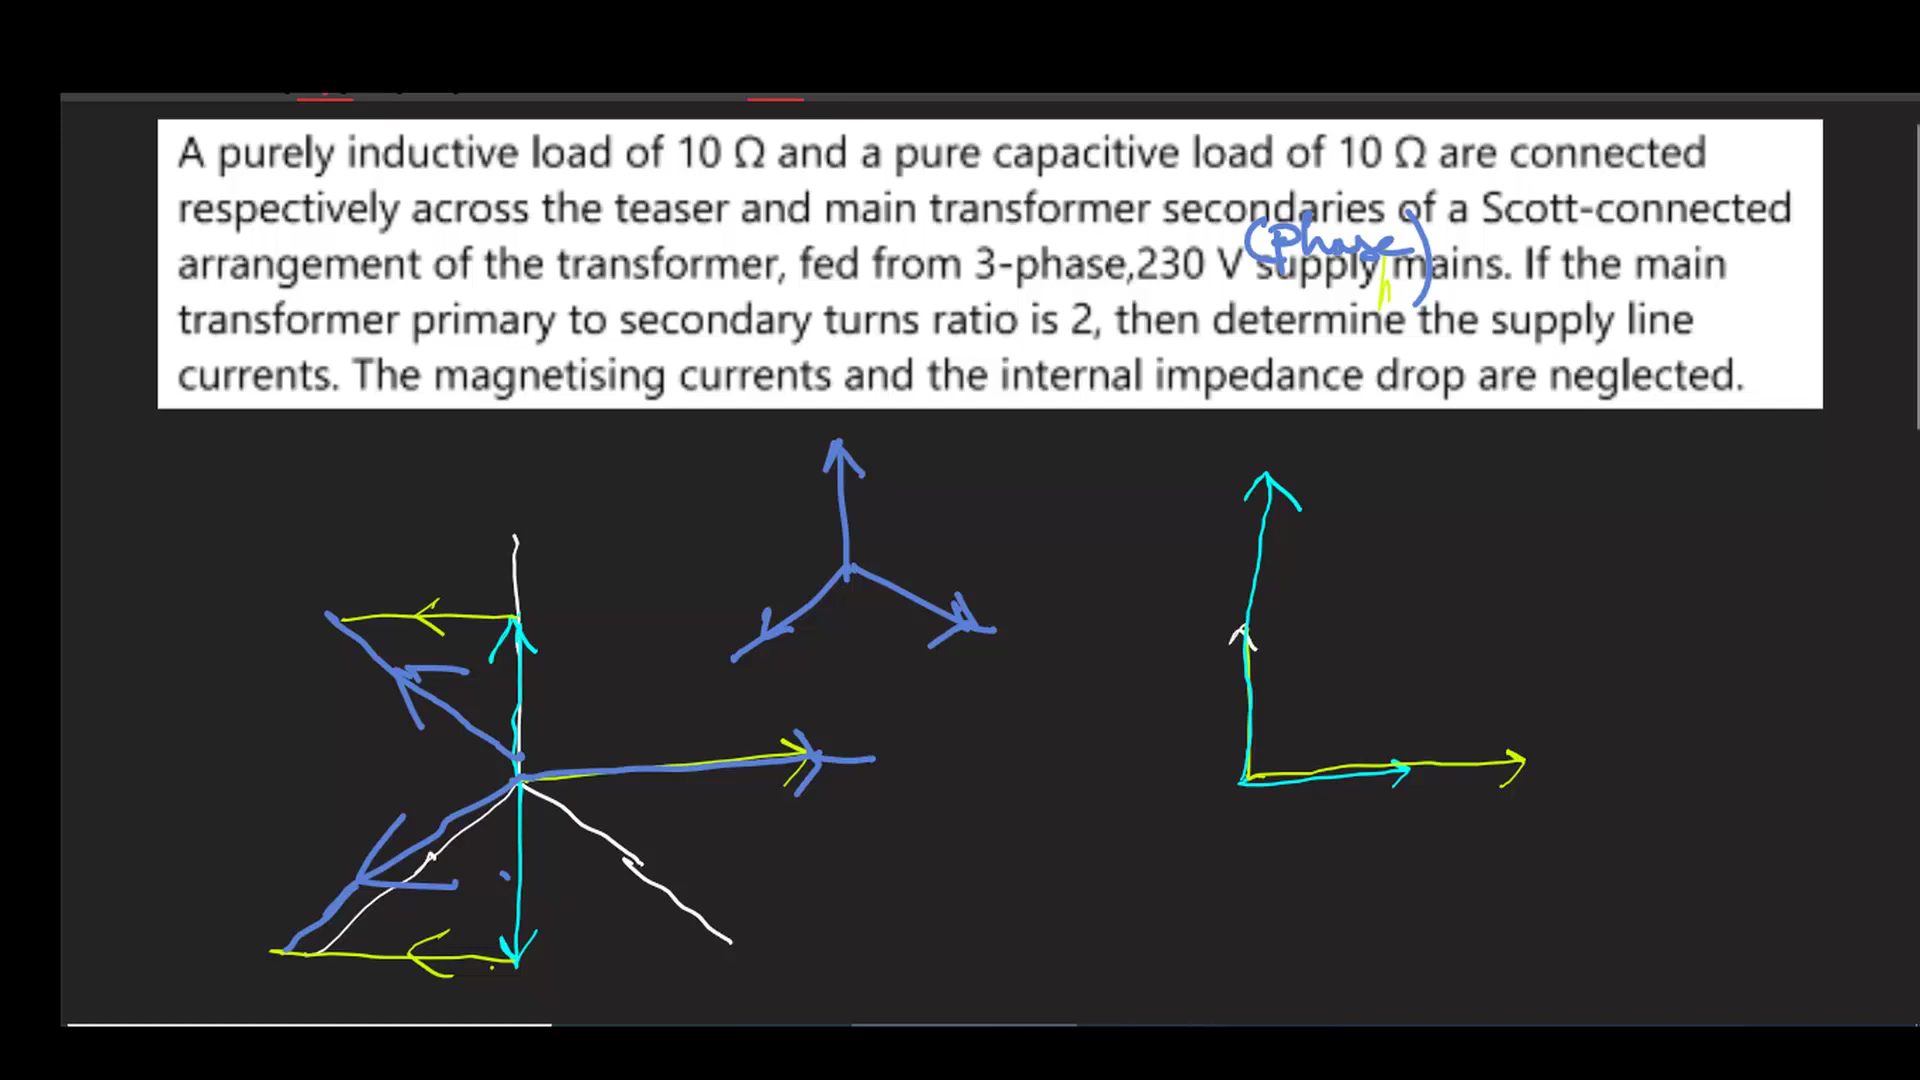 A purely inductive load of 10 Ω and a pure capacitive load of 10 Ω are connected
respectively across the teaser and main transformer secondaries of a Scott-connected
(phase)
arrangement of the transformer, fed from 3-phase,230 V supply mains. If the main
h
transformer primary to secondary turns ratio is 2, then determine the supply line
currents. The magnetising currents and the internal impedance drop are neglected.